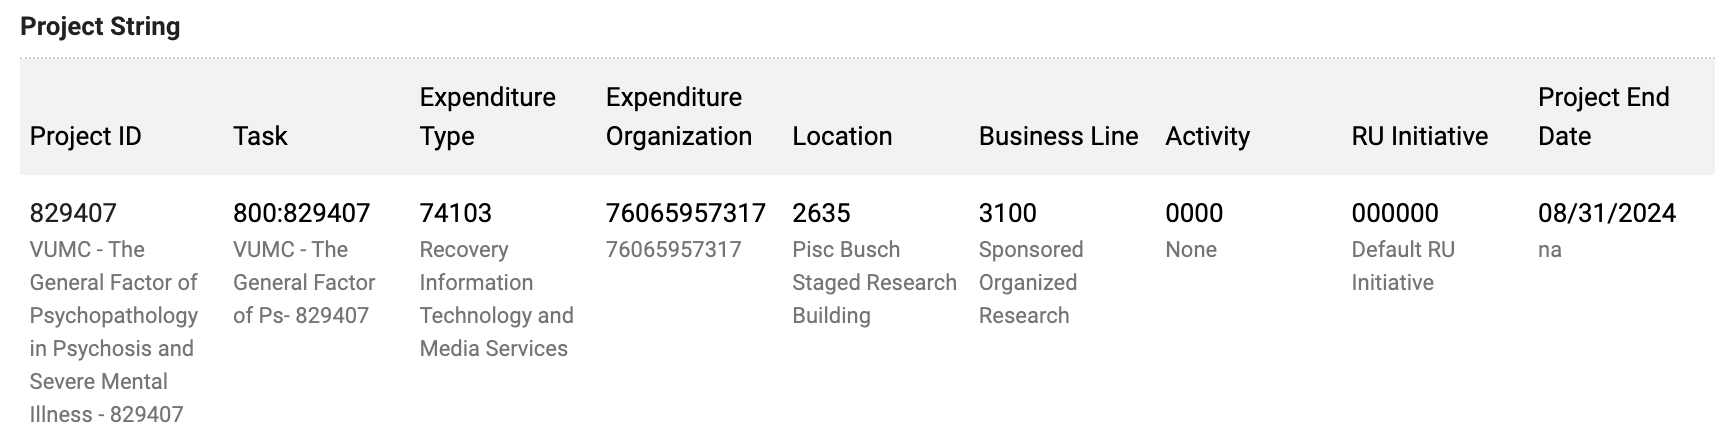 Project String
Expenditure Expenditure Project End
Project ID Task Type Organization Location Business Line Activity RU Initiative Date
829407 800:829407 74103 76065957317 2635 3100 0000 000000 08/31/2024
VUMC - The VUMC - The Recovery 76065957317 Pisc Busch Sponsored None Default RU na
General Factor of General Factor Information Staged Research Organized Initiative
Psychopathology of Ps- 829407 Technology and Building Research
in Psychosis and Media Services
Severe Mental
Illness - 829407